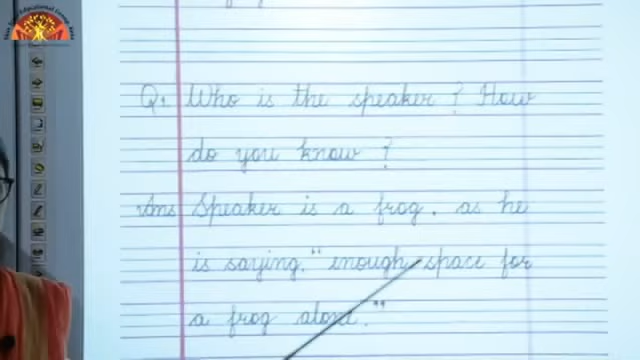 Q1. Who is the speaker? How
do you know?
Ans Speaker is a frog. as he
is saying. "enough space for
a frog alone."